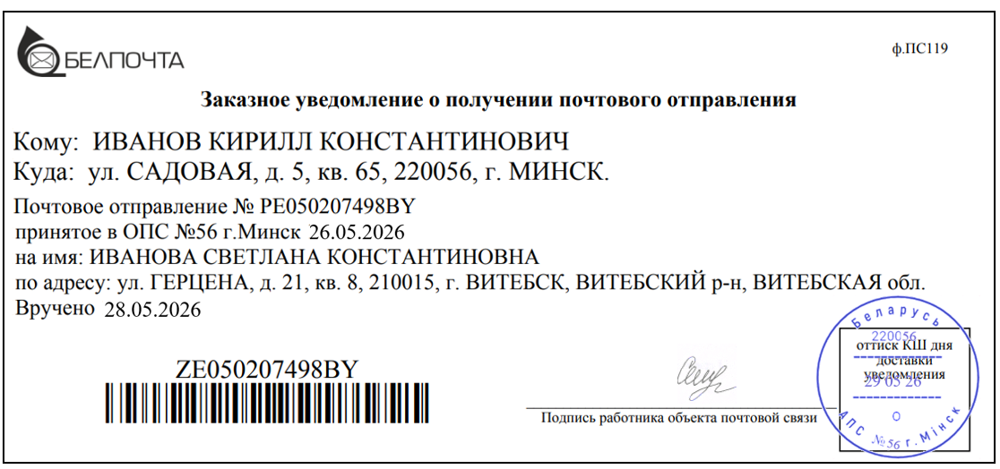 БЕЛПОЧТА
ф.ПС119
Заказное уведомление о получении почтового отправления
Кому: ИВАНОВ КИРИЛЛ КОНСТАНТИНОВИЧ
Куда: ул. САДОВАЯ, д. 5, кв. 65, 220056, г. МИНСК.
Почтовое отправление № PE050207498BY
принятое в ОПС №56 г.Минск 26.05.2026
на имя: ИВАНОВА СВЕТЛАНА КОНСТАНТИНОВНА
по адресу: ул. ГЕРЦЕНА, д. 21, кв. 8, 210015, г. ВИТЕБСК, ВИТЕБСКИЙ р-н, ВИТЕБСКАЯ обл.
Вручено 28.05.2026
ZE050207498BY
Подпись работника объекта почтовой связи
оттиск КШ дня
доставки
уведомления
Беларусь
220056
29 05 26
О
АПС №56 г. Мінск